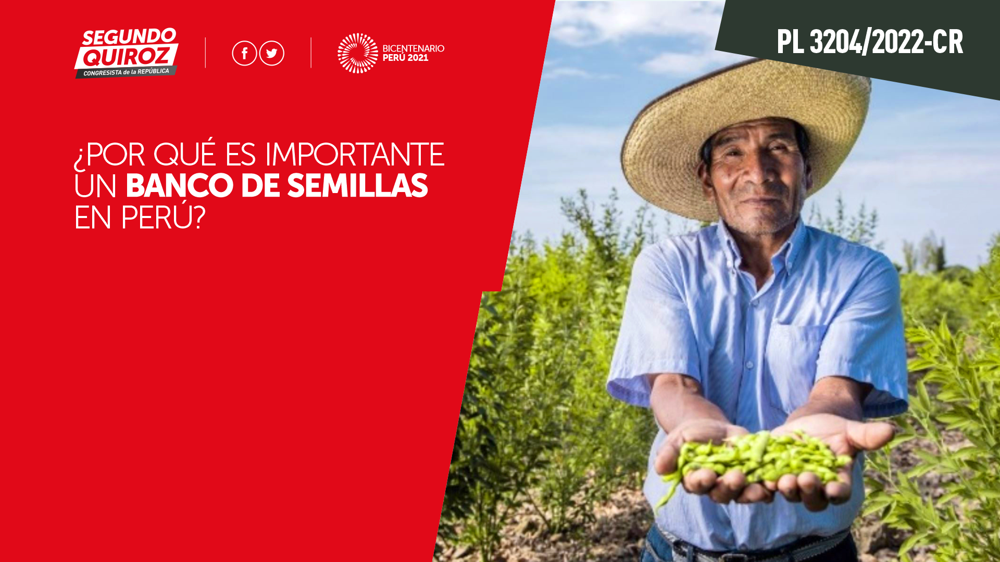 SEGUNDO
QUIROZ
CONGRESISTA de la REPÚBLICA
BICENTENARIO
PERÚ 2021
PL 3204/2022-CR
¿POR QUÉ ES IMPORTANTE
UN BANCO DE SEMILLAS
EN PERÚ?